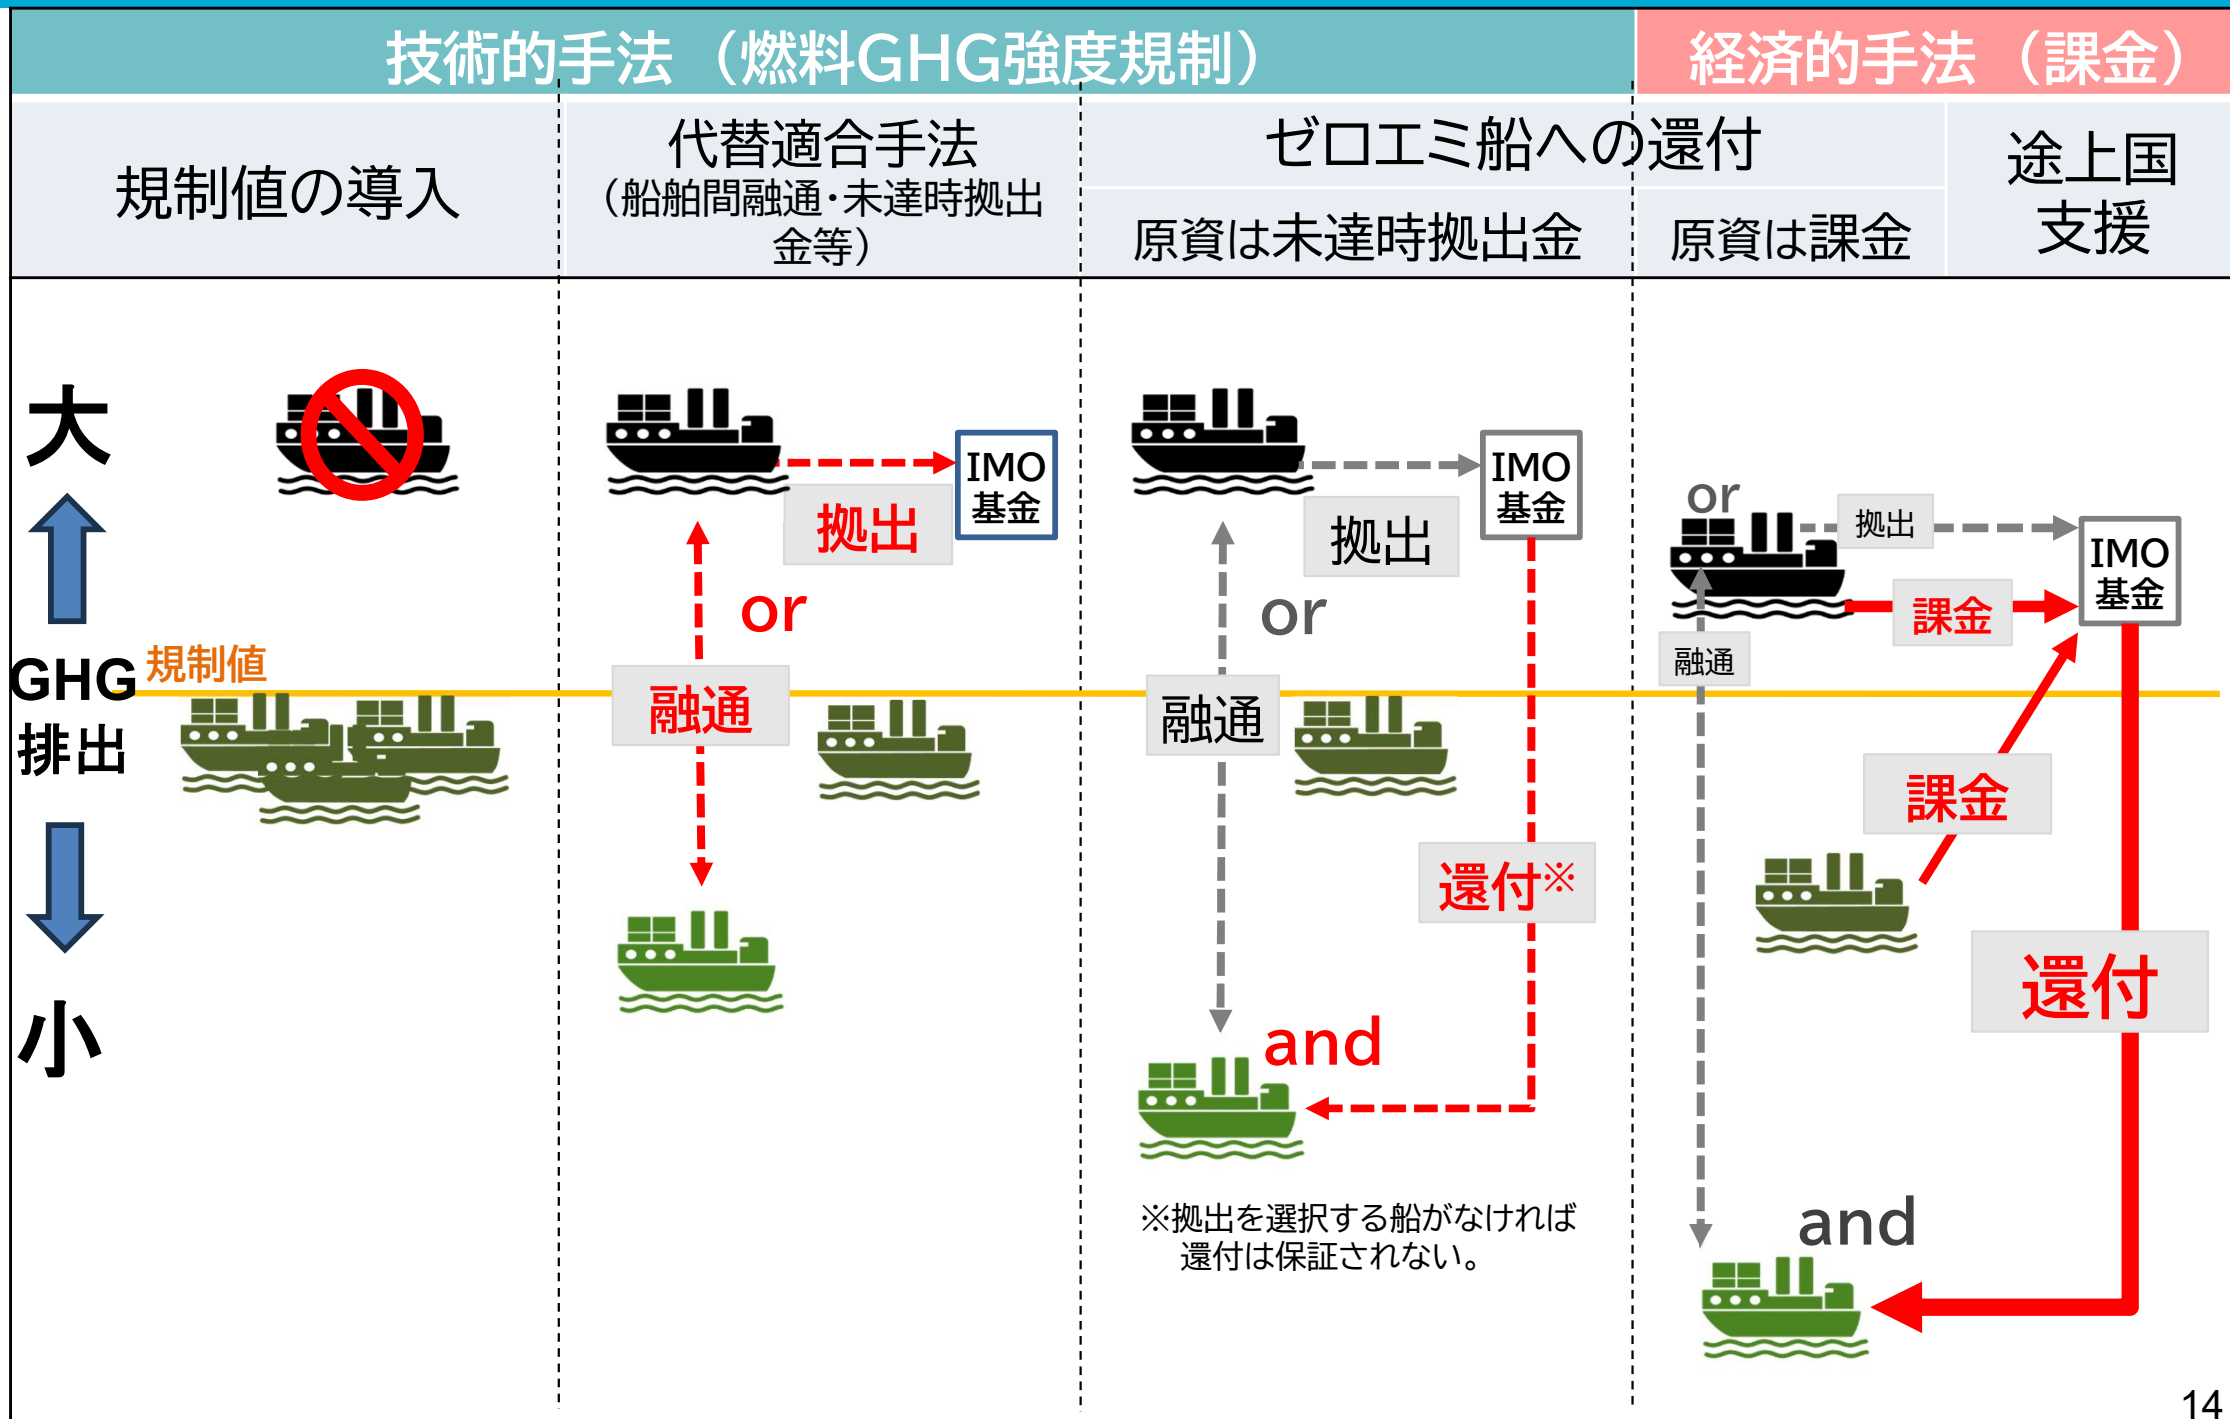 技術的手法（燃料GHG強度規制）
経済的手法（課金）
規制値の導入
代替適合手法
（船舶間融通・未達時拠出
金等）
ゼロエミ船への還付
原資は未達時拠出金
原資は課金
途上国
支援
大
GHG
排出
小
規制値
拠出
IMO
基金
or
融通
拠出
IMO
基金
or
融通
還付※
and
※拠出を選択する船がなければ
還付は保証されない。
or
拠出
IMO
基金
課金
融通
課金
還付
and
14